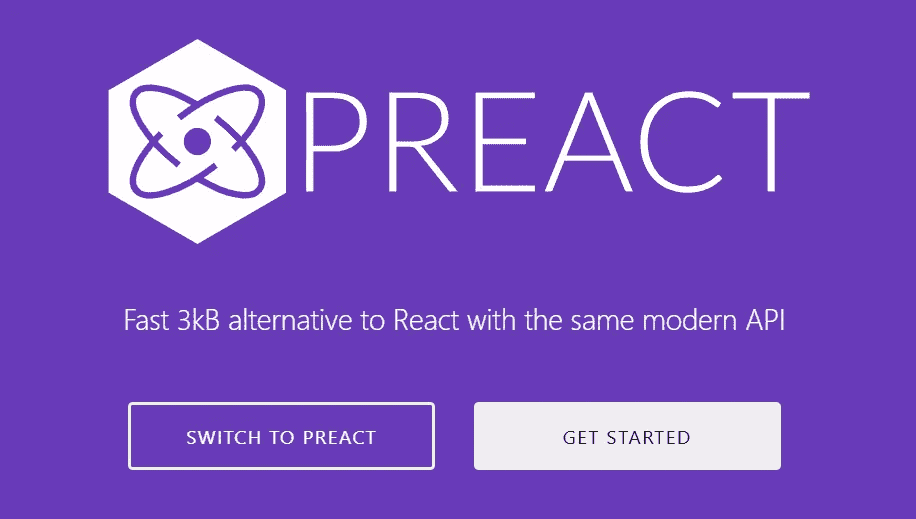 PREACT
Fast 3kB alternative to React with the same modern API
SWITCH TO PREACT
GET STARTED